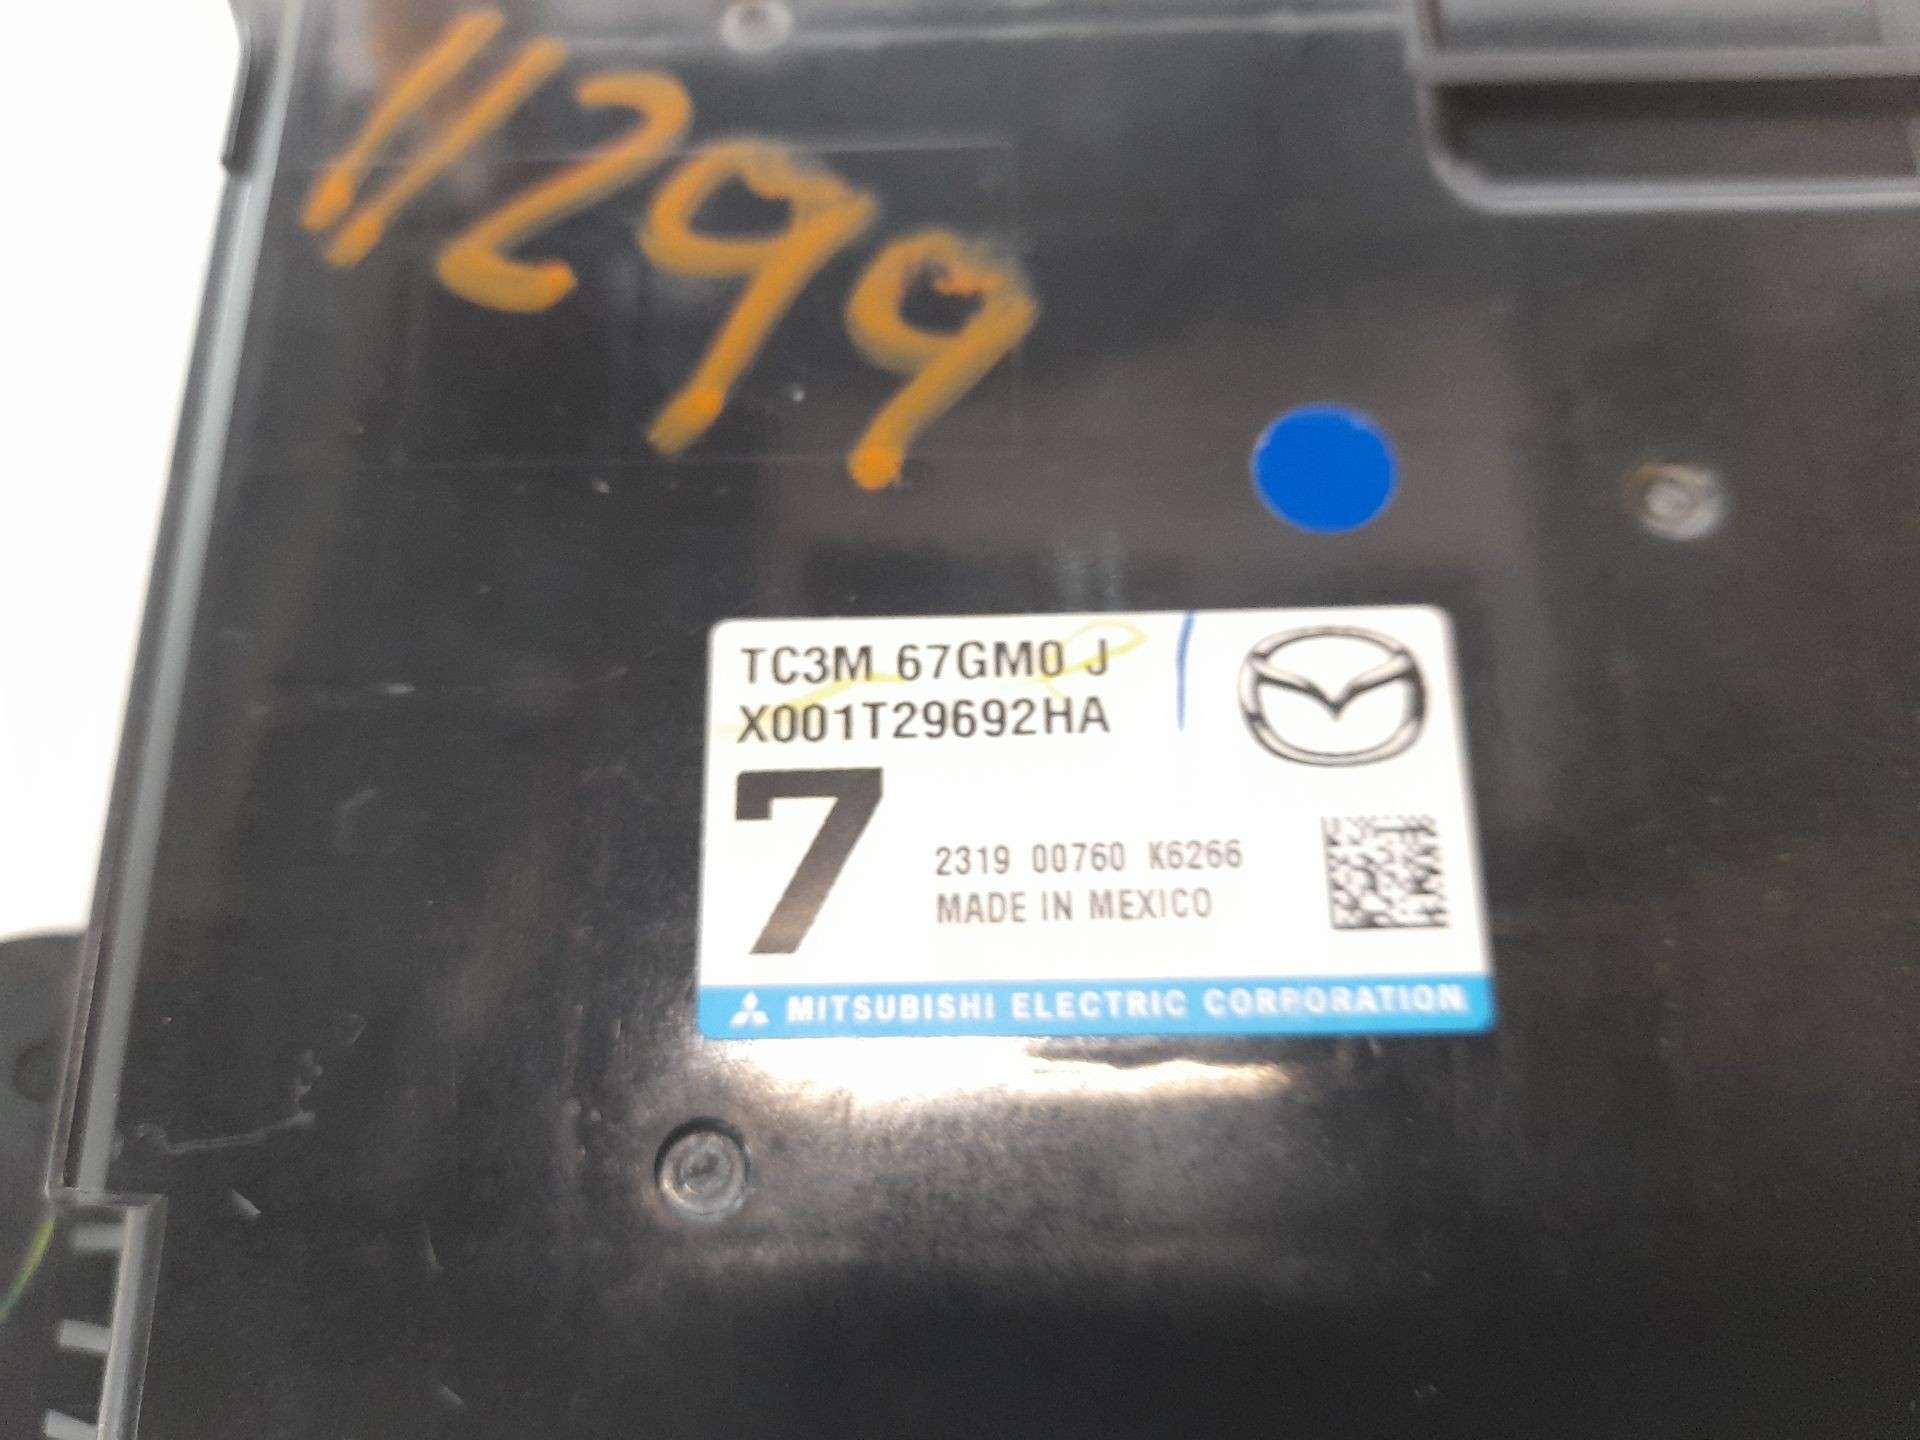 11299
TC3M 67GM0 J
X001T29692HA
7
2319 00760 K6266
MADE IN MEXICO
MITSUBISHI ELECTRIC CORPORATION